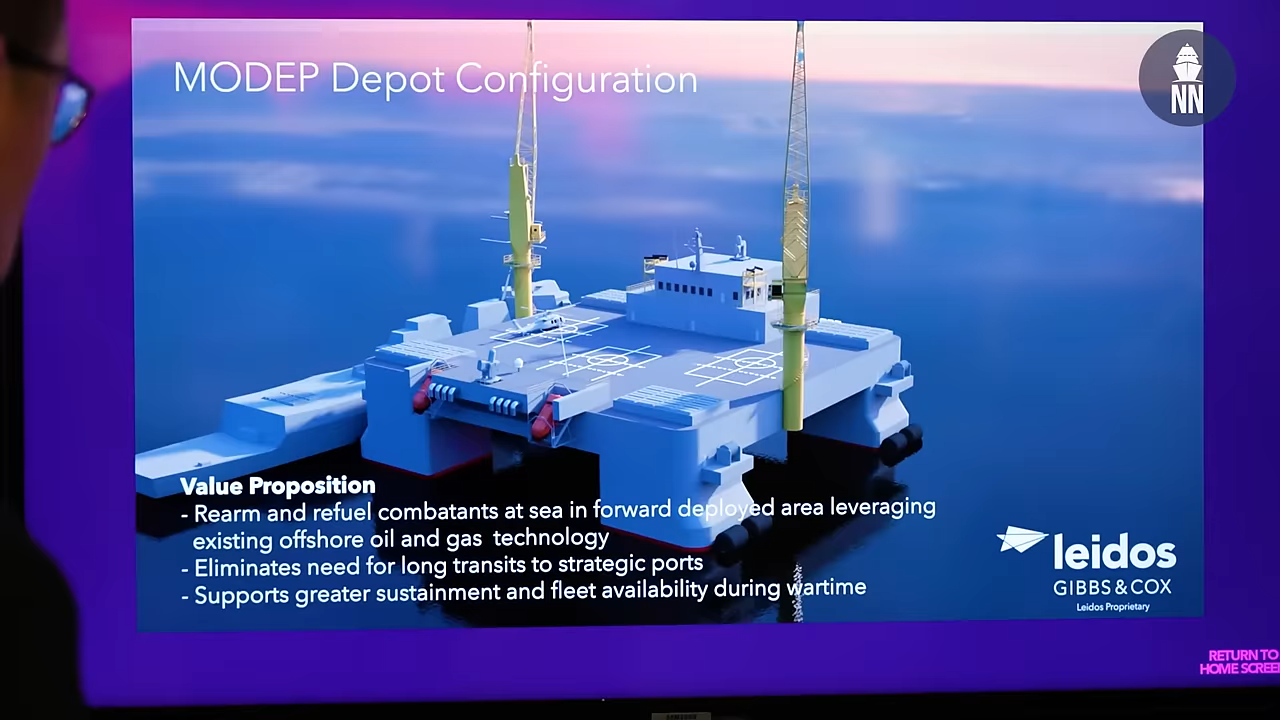 MODEP Depot Configuration
NN
Value Proposition
- Rearm and refuel combatants at sea in forward deployed area leveraging
existing offshore oil and gas technology
- Eliminates need for long transits to strategic ports
- Supports greater sustainment and fleet availability during wartime
leidos
GIBBS & COX
Leidos Proprietary
RETURN TO
HOME SCREE
SAMSUNG